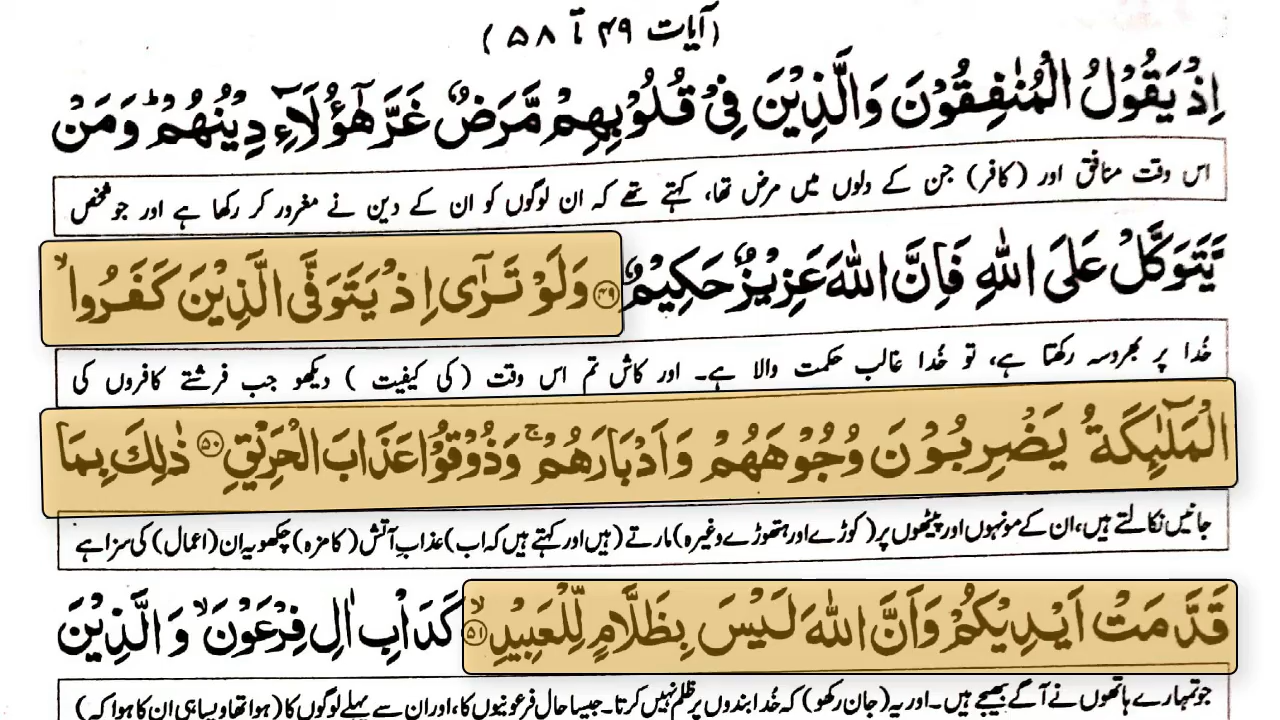 (آیات ۴۹ تا ۵۸)
اِذْ يَقُوْلُ الْمُنٰفِقُوْنَ وَالَّذِيْنَ فِيْ قُلُوْبِهِمْ مَّرَضٌ غَرَّ هٰٓؤُلَآءِ دِيْنُهُمْ ؕ وَمَنْ
اس وقت منافق اور (کافر) جن کے دلوں میں مرض تھا، کہتے تھے کہ ان لوگوں کو ان کے دین نے مغرور کر رکھا ہے اور جو شخص
يَّتَوَكَّلْ عَلَى اللّٰهِ فَاِنَّ اللّٰهَ عَزِيْزٌ حَكِيْمٌ ﴿۴۹﴾ وَلَوْ تَرٰٓى اِذْ يَتَوَفَّى الَّذِيْنَ كَفَرُوا ۙ
خُدا پر بھروسہ رکھتا ہے، تو خُدا غالب حکمت والا ہے۔ اور کاش تم اس وقت (کی کیفیت ) دیکھو جب فرشتے کافروں کی
الْمَلٰٓئِكَةُ يَضْرِبُوْنَ وُجُوْهَهُمْ وَاَدْبَارَهُمْ ۚ وَذُوْقُوْا عَذَابَ الْحَرِيْقِ ﴿۵۰﴾ ذٰلِكَ بِمَا
جانیں نکالتے ہیں، ان کے مونہوں اور پیٹھوں پر (کوڑے اور ہتھوڑے وغیرہ) مارتے (ہیں اور کہتے ہیں کہ اب) عذابِ آتش (کا مزہ) چکھو یہ ان (اعمال) کی سزا ہے
قَدَّمَتْ اَيْدِيْكُمْ وَاَنَّ اللّٰهَ لَيْسَ بِظَلَّامٍ لِّلْعَبِيْدِ ۙ ﴿۵۱﴾ كَدَاْبِ اٰلِ فِرْعَوْنَ ۙ وَالَّذِيْنَ
جو تمہارے ہاتھوں نے آگے بھیجے ہیں۔ اور یہ (جان رکھو) کہ خُدا بندوں پر ظلم نہیں کرتا۔ جیسا حال فرعونیوں کا، اور ان سے پہلے لوگوں کا (ہوا تھا ویسا ہی ان کا ہوا کہ)